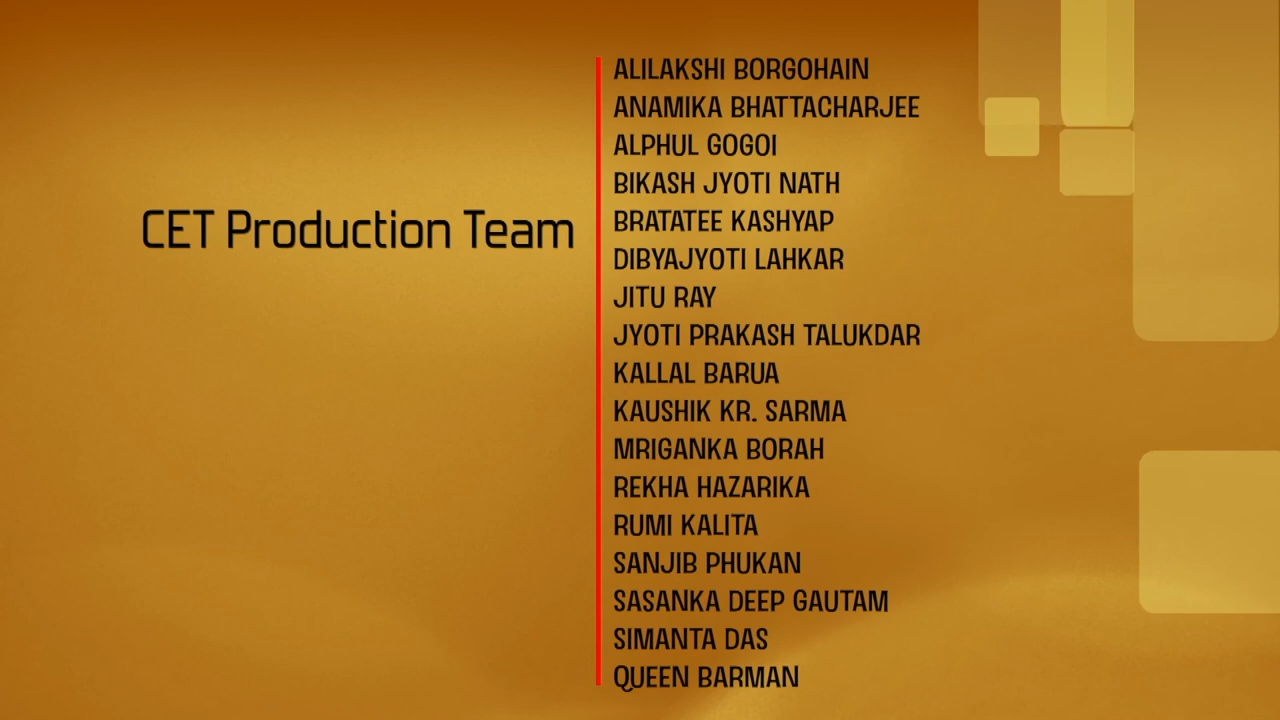 CET Production Team
ALILAKSHI BORGOHAIN
ANAMIKA BHATTACHARJEE
ALPHUL GOGOI
BIKASH JYOTI NATH
BRATATEE KASHYAP
DIBYAJYOTI LAHKAR
JITU RAY
JYOTI PRAKASH TALUKDAR
KALLAL BARUA
KAUSHIK KR. SARMA
MRIGANKA BORAH
REKHA HAZARIKA
RUMI KALITA
SANJIB PHUKAN
SASANKA DEEP GAUTAM
SIMANTA DAS
QUEEN BARMAN